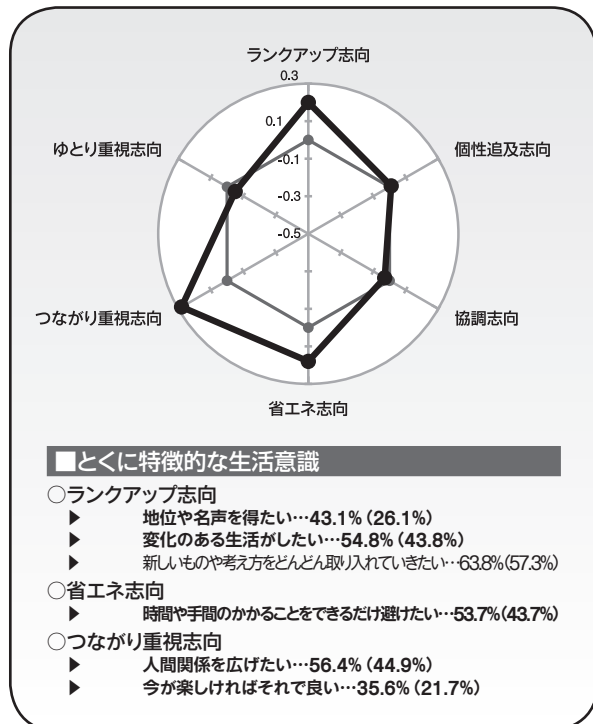 ランクアップ志向
0.3
0.1
-0.1
-0.3
-0.5
ゆとり重視志向
個性追及志向
つながり重視志向
協調志向
省エネ志向
■とくに特徴的な生活意識
○ランクアップ志向
▶ 地位や名声を得たい…43.1%(26.1%)
▶ 変化のある生活がしたい…54.8%(43.8%)
▶ 新しいものや考え方をどんどん取り入れていきたい…63.8%(57.3%)
○省エネ志向
▶ 時間や手間のかかることをできるだけ避けたい…53.7%(43.7%)
○つながり重視志向
▶ 人間関係を広げたい…56.4%(44.9%)
▶ 今が楽しければそれで良い…35.6%(21.7%)